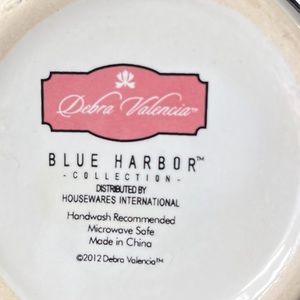 Debra Valencia™
BLUE HARBOR™
- COLLECTION -
DISTRIBUTED BY
HOUSEWARES INTERNATIONAL
Handwash Recommended
Microwave Safe
Made in China
©2012 Debra Valencia™